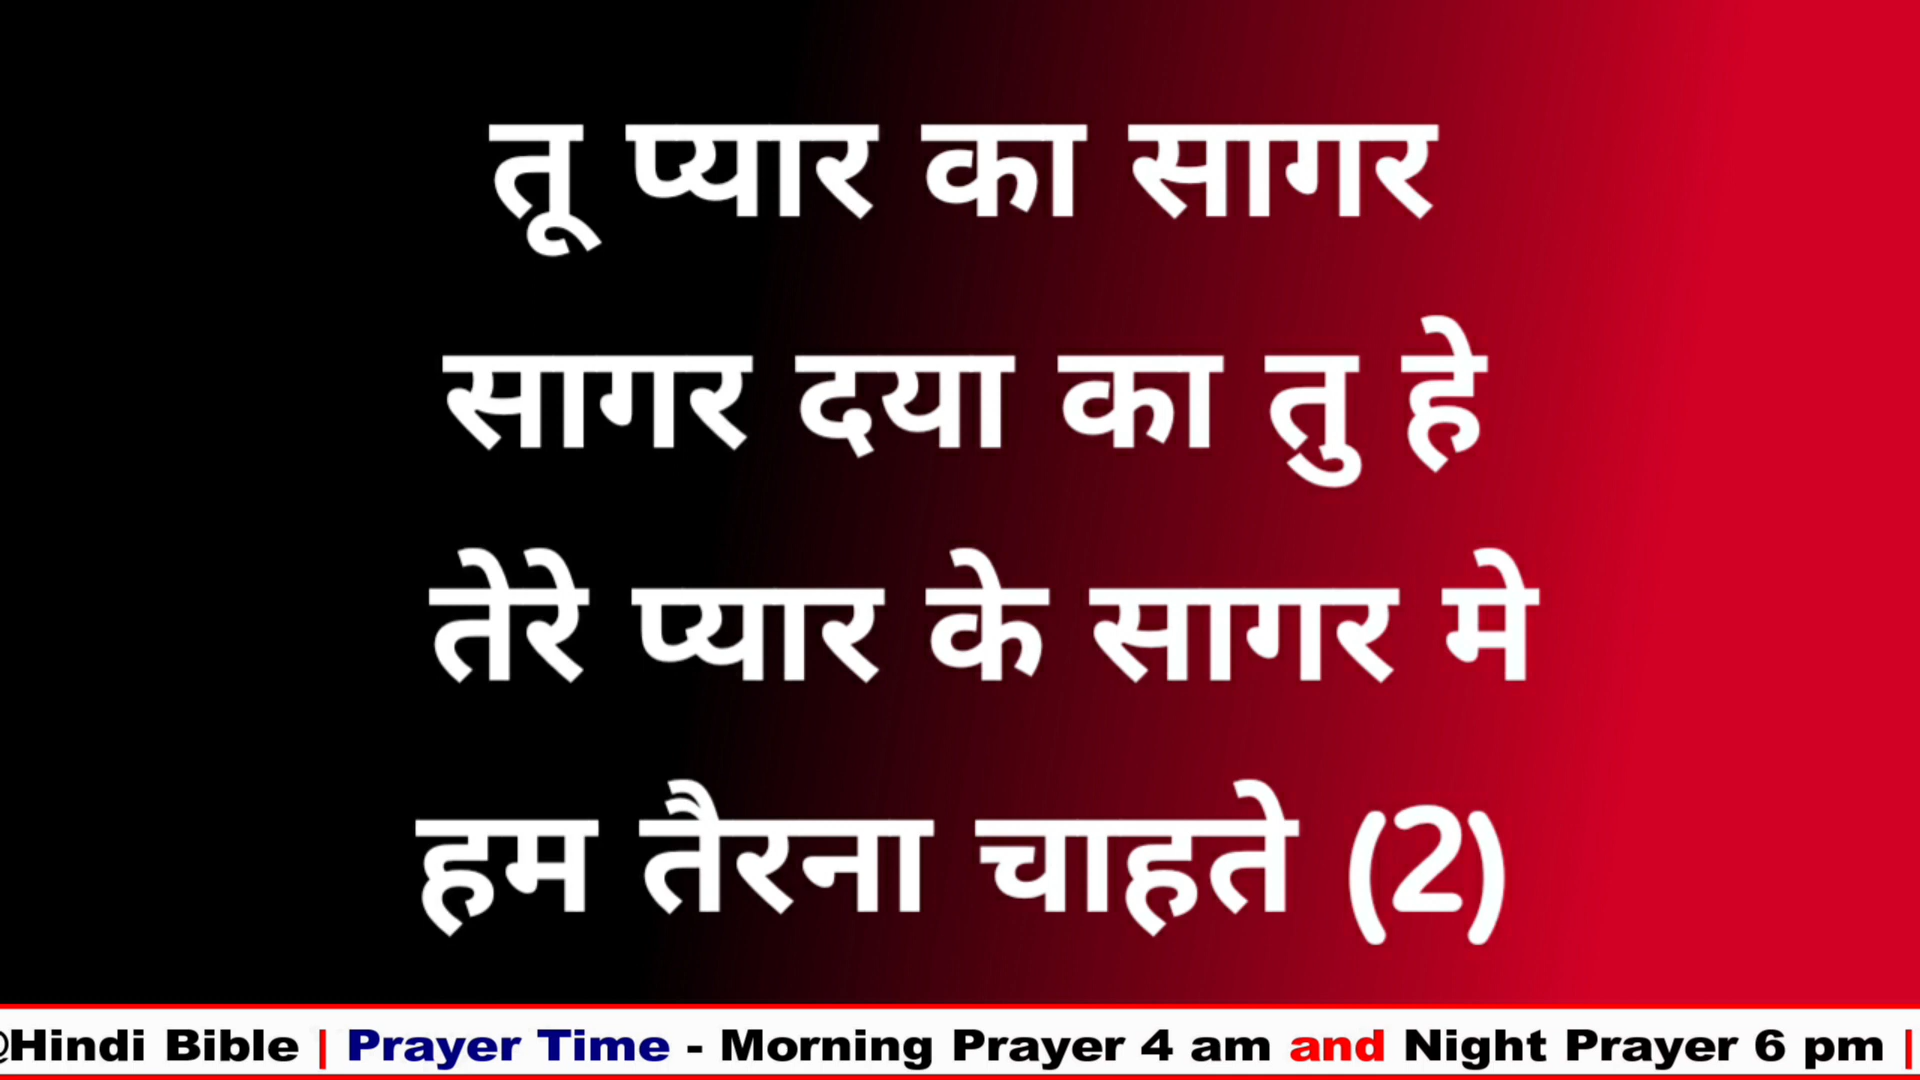 तू प्यार का सागर
सागर दया का तु हे
तेरे प्यार के सागर मे
हम तैरना चाहते (2)
@Hindi Bible | Prayer Time - Morning Prayer 4 am and Night Prayer 6 pm |